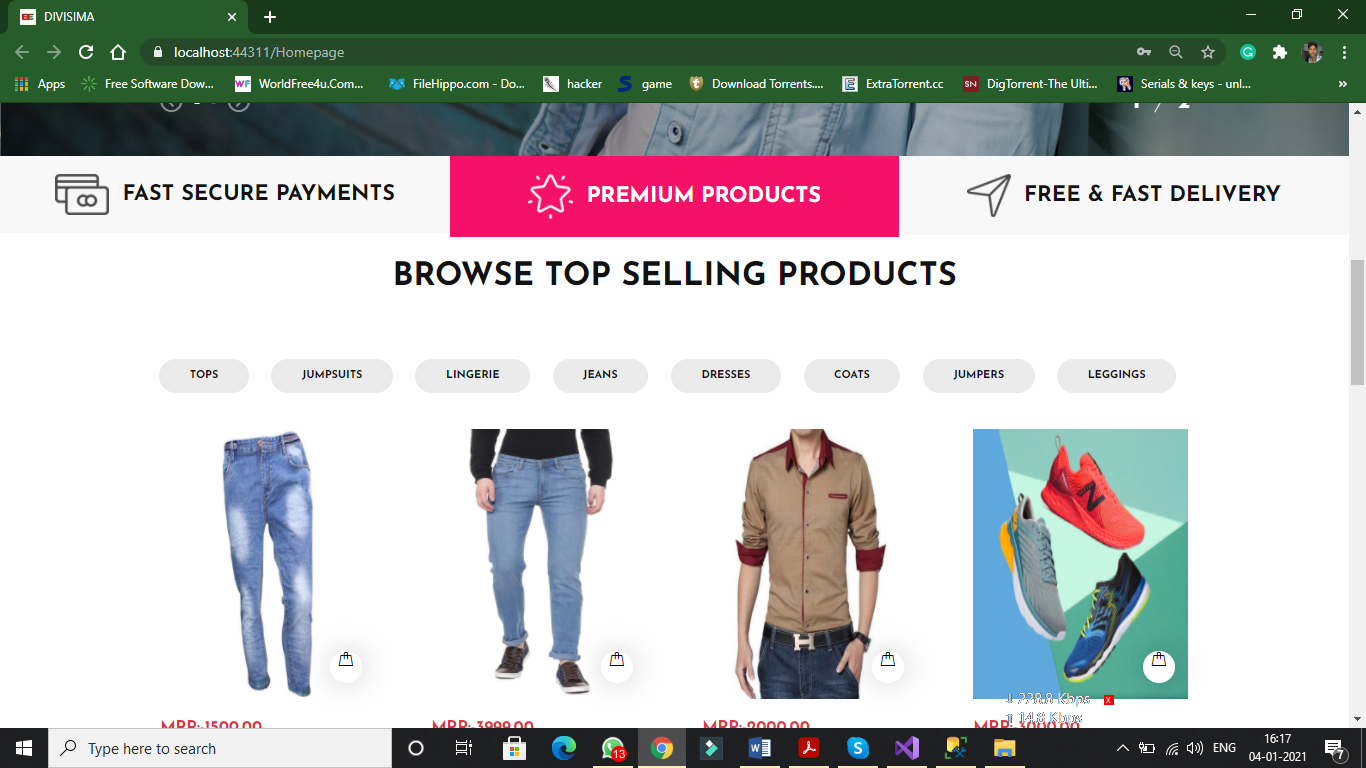 DIVISIMA
localhost:44311/Homepage
Apps
Free Software Dow...
WorldFree4u.Com...
FileHippo.com - Do...
hacker
game
Download Torrents....
ExtraTorrent.cc
DigTorrent-The Ulti...
Serials & keys - unl...
»
FAST SECURE PAYMENTS
PREMIUM PRODUCTS
FREE & FAST DELIVERY
BROWSE TOP SELLING PRODUCTS
TOPS
JUMPSUITS
LINGERIE
JEANS
DRESSES
COATS
JUMPERS
LEGGINGS
MRP: 1500.00
MRP: 3999.00
MRP: 2000.00
MRP: 3000.00
14.8 Kbps
Type here to search
13
ENG
16:17
04-01-2021
7